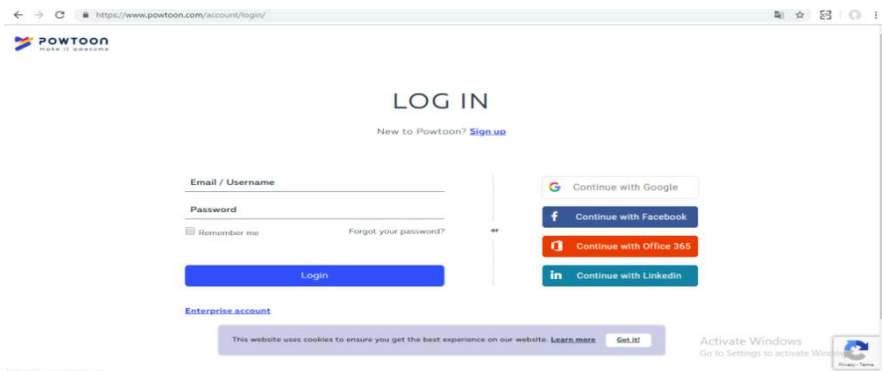 https://www.powtoon.com/account/login/
POWTOON
make it awesome
LOG IN
New to Powtoon? Sign up
Email / Username
Password
Remember me
Forgot your password?
Login
Enterprise account
or
Continue with Google
Continue with Facebook
Continue with Office 365
Continue with Linkedin
This website uses cookies to ensure you get the best experience on our website. Learn more
Got it!
Activate Windows
Go to Settings to activate Windows
Privacy - Terms